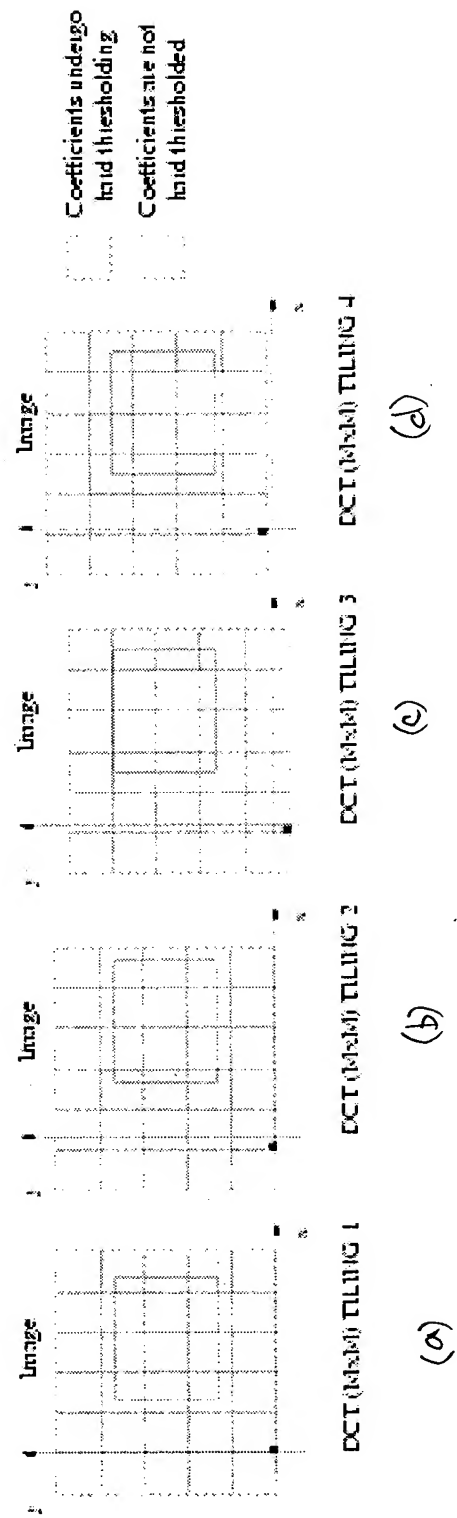 Image
y
x
DCT (MxM) TILING 1
(a)
Image
y
x
DCT (MxM) TILING 2
(b)
Image
y
x
DCT (MxM) TILING 3
(c)
Image
y
x
DCT (MxM) TILING 4
(d)
Coefficients undergo
hard thresholding
Coefficients are not
hard thresholded